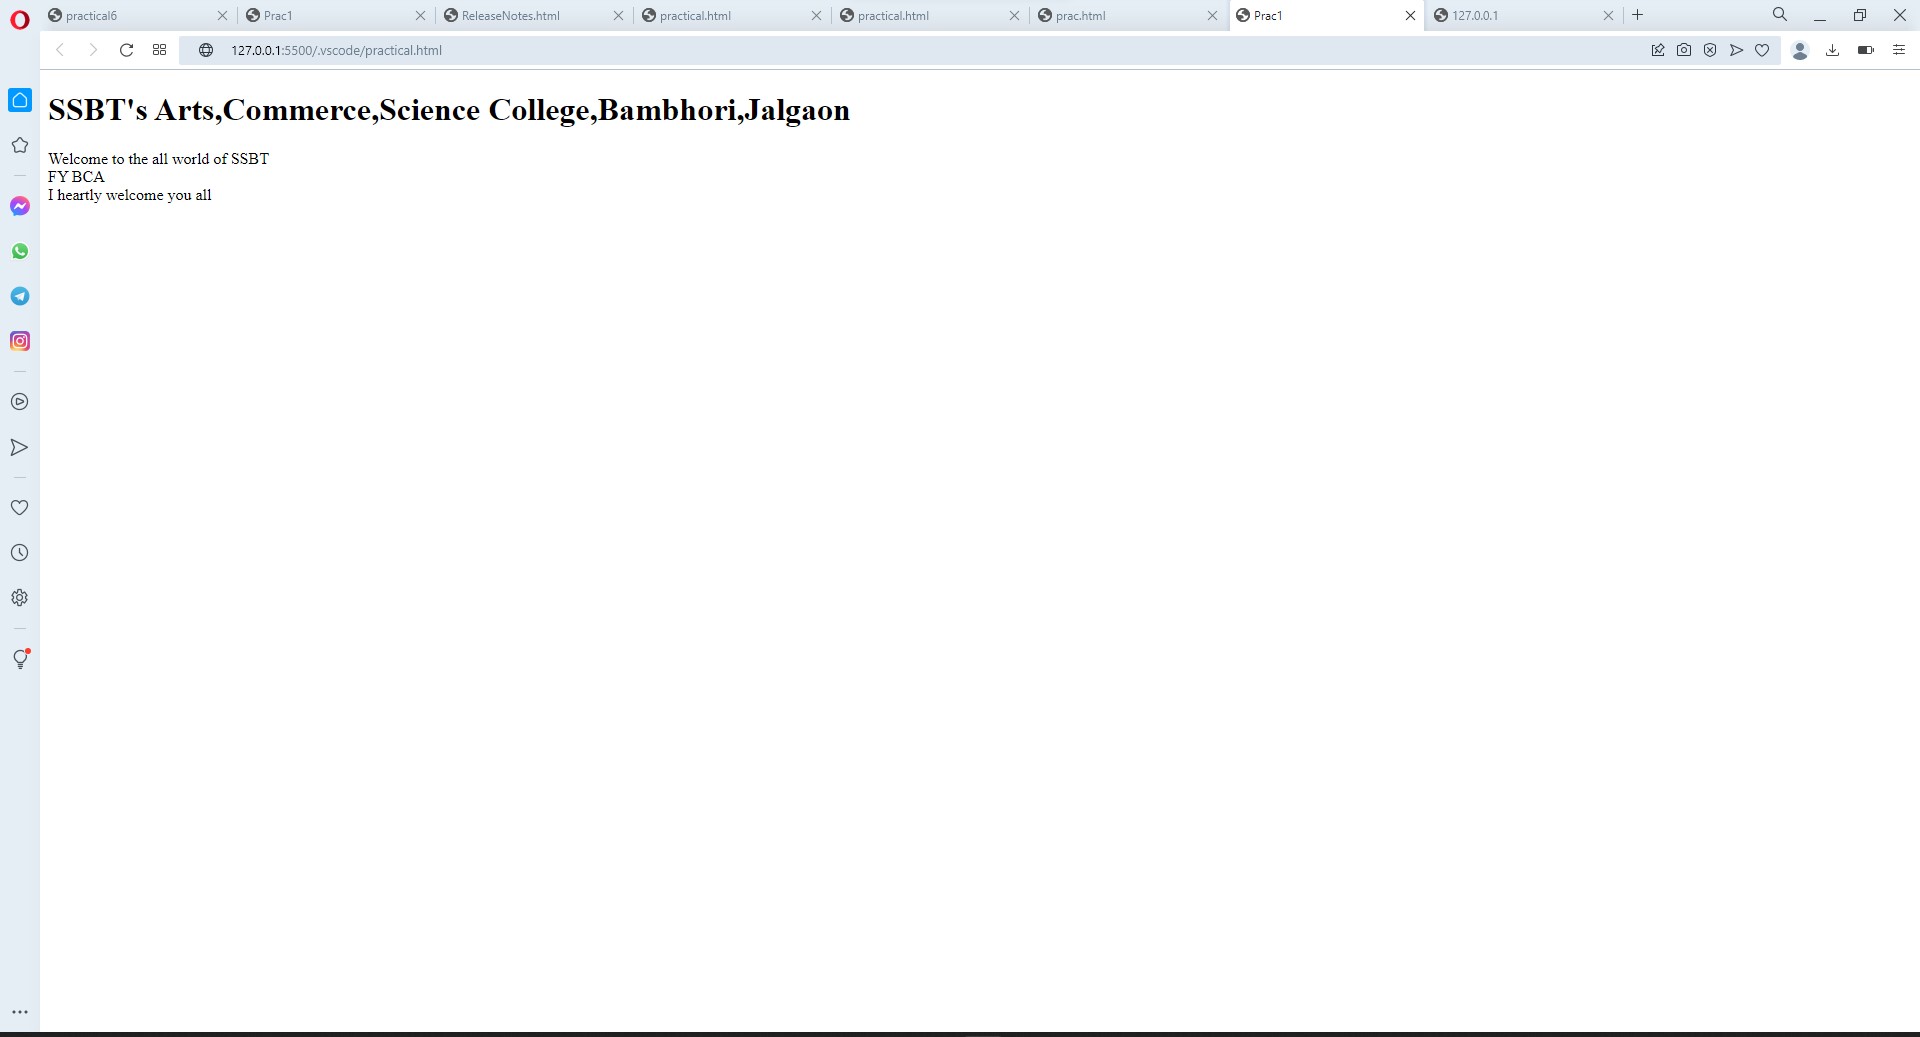 practical6
Prac1
ReleaseNotes.html
practical.html
practical.html
prac.html
Prac1
127.0.0.1
127.0.0.1:5500/.vscode/practical.html
SSBT's Arts,Commerce,Science College,Bambhori,Jalgaon
Welcome to the all world of SSBT
FY BCA
I heartly welcome you all